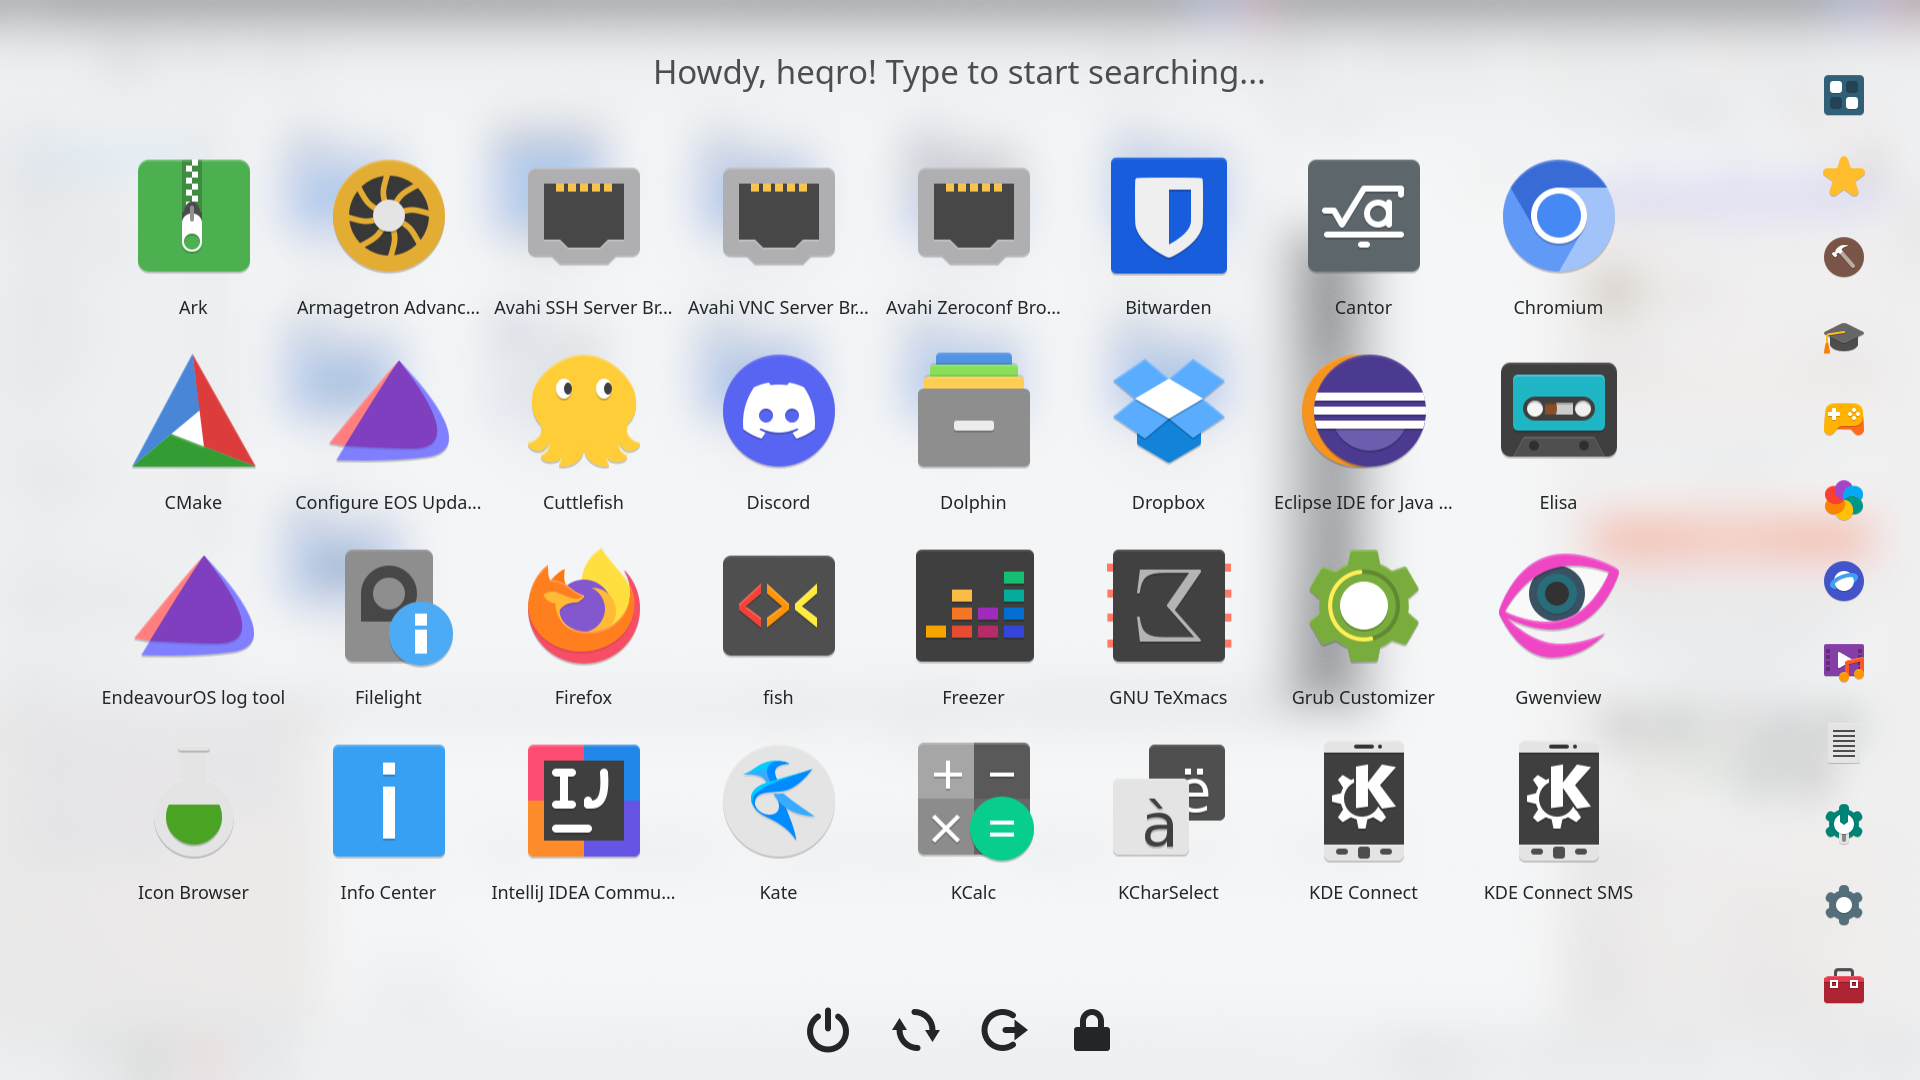 Howdy, heqro! Type to start searching...
Ark
Armagetron Advanc...
Avahi SSH Server Br...
Avahi VNC Server Br...
Avahi Zeroconf Bro...
Bitwarden
Cantor
Chromium
CMake
Configure EOS Upda...
Cuttlefish
Discord
Dolphin
Dropbox
Eclipse IDE for Java ...
Elisa
EndeavourOS log tool
Filelight
Firefox
fish
Freezer
GNU TeXmacs
Grub Customizer
Gwenview
Icon Browser
Info Center
IntelliJ IDEA Commu...
Kate
KCalc
KCharSelect
KDE Connect
KDE Connect SMS